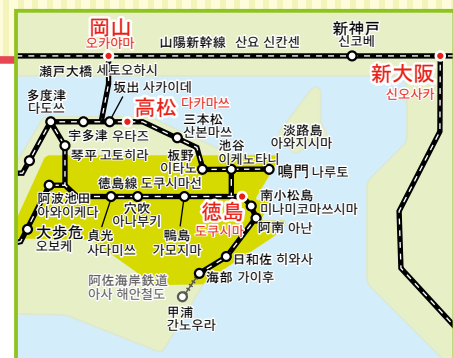 岡山
오카야마
山陽新幹線 산요 신칸센
新神戸
신코베
新大阪
신오사카
瀬戸大橋 세토오하시
坂出 사카이데
多度津
다도쓰
高松 다카마쓰
宇多津 우타즈
三本松
산본마쓰
淡路島
아와지시마
琴平 고토히라
板野
이타노
池谷
이케노타니
鳴門 나루토
徳島線 도쿠시마선
阿波池田
아와이케다
穴吹
아나부키
徳島
도쿠시마
南小松島
미나미코마쓰시마
大歩危
오보케
貞光
사다미쓰
鴨島
가모지마
阿南 아난
日和佐 히와사
阿佐海岸鉄道
아사 해안철도
海部 가이후
甲浦
간노우라